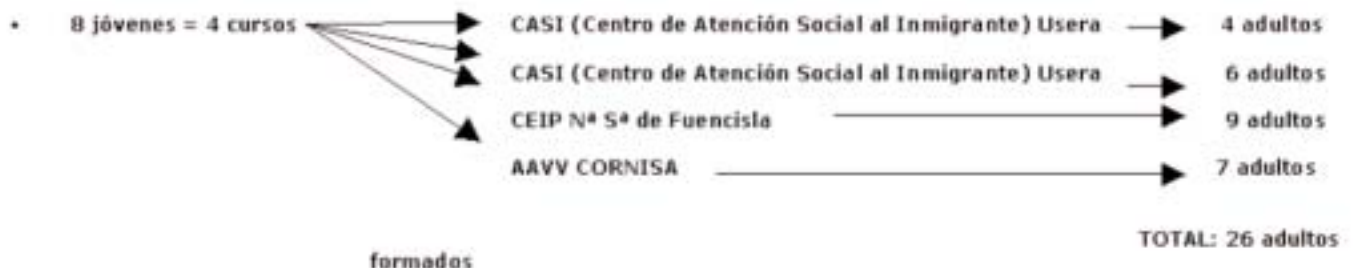 • 8 jóvenes = 4 cursos CASI (Centro de Atención Social al Inmigrante) Usera 4 adultos
CASI (Centro de Atención Social al Inmigrante) Usera 6 adultos
CEIP Nª Sª de Fuencisla 9 adultos
AAVV CORNISA 7 adultos
TOTAL: 26 adultos
formados